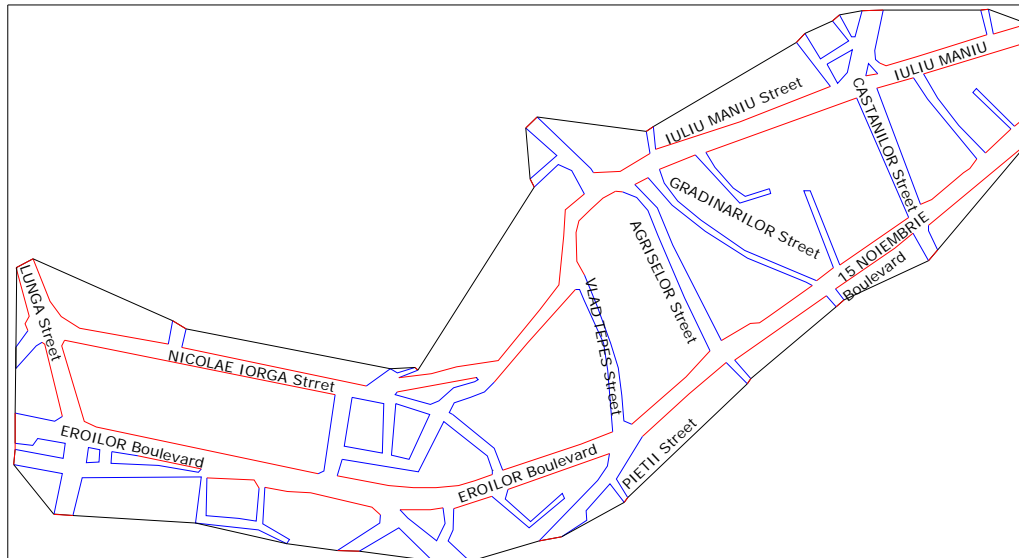 IULIU MANIU
IULIU MANIU Street
CASTANILOR Street
GRADINARILOR Street
AGRISELOR Street
15 NOIEMBRIE
Boulevard
LUNGA Street
VLAD TEPES Street
NICOLAE IORGA Strret
EROILOR Boulevard
EROILOR Boulevard
PIETII Street